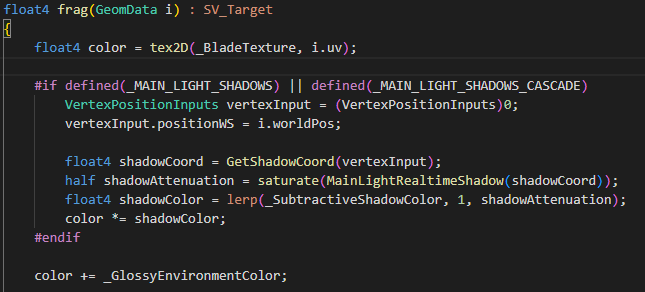 float4 frag(GeomData i) : SV_Target
{
float4 color = tex2D(_BladeTexture, i.uv);
#if defined(_MAIN_LIGHT_SHADOWS) || defined(_MAIN_LIGHT_SHADOWS_CASCADE)
VertexPositionInputs vertexInput = (VertexPositionInputs)0;
vertexInput.positionWS = i.worldPos;
float4 shadowCoord = GetShadowCoord(vertexInput);
half shadowAttenuation = saturate(MainLightRealtimeShadow(shadowCoord));
float4 shadowColor = lerp(_SubtractiveShadowColor, 1, shadowAttenuation);
color *= shadowColor;
#endif
color += _GlossyEnvironmentColor;